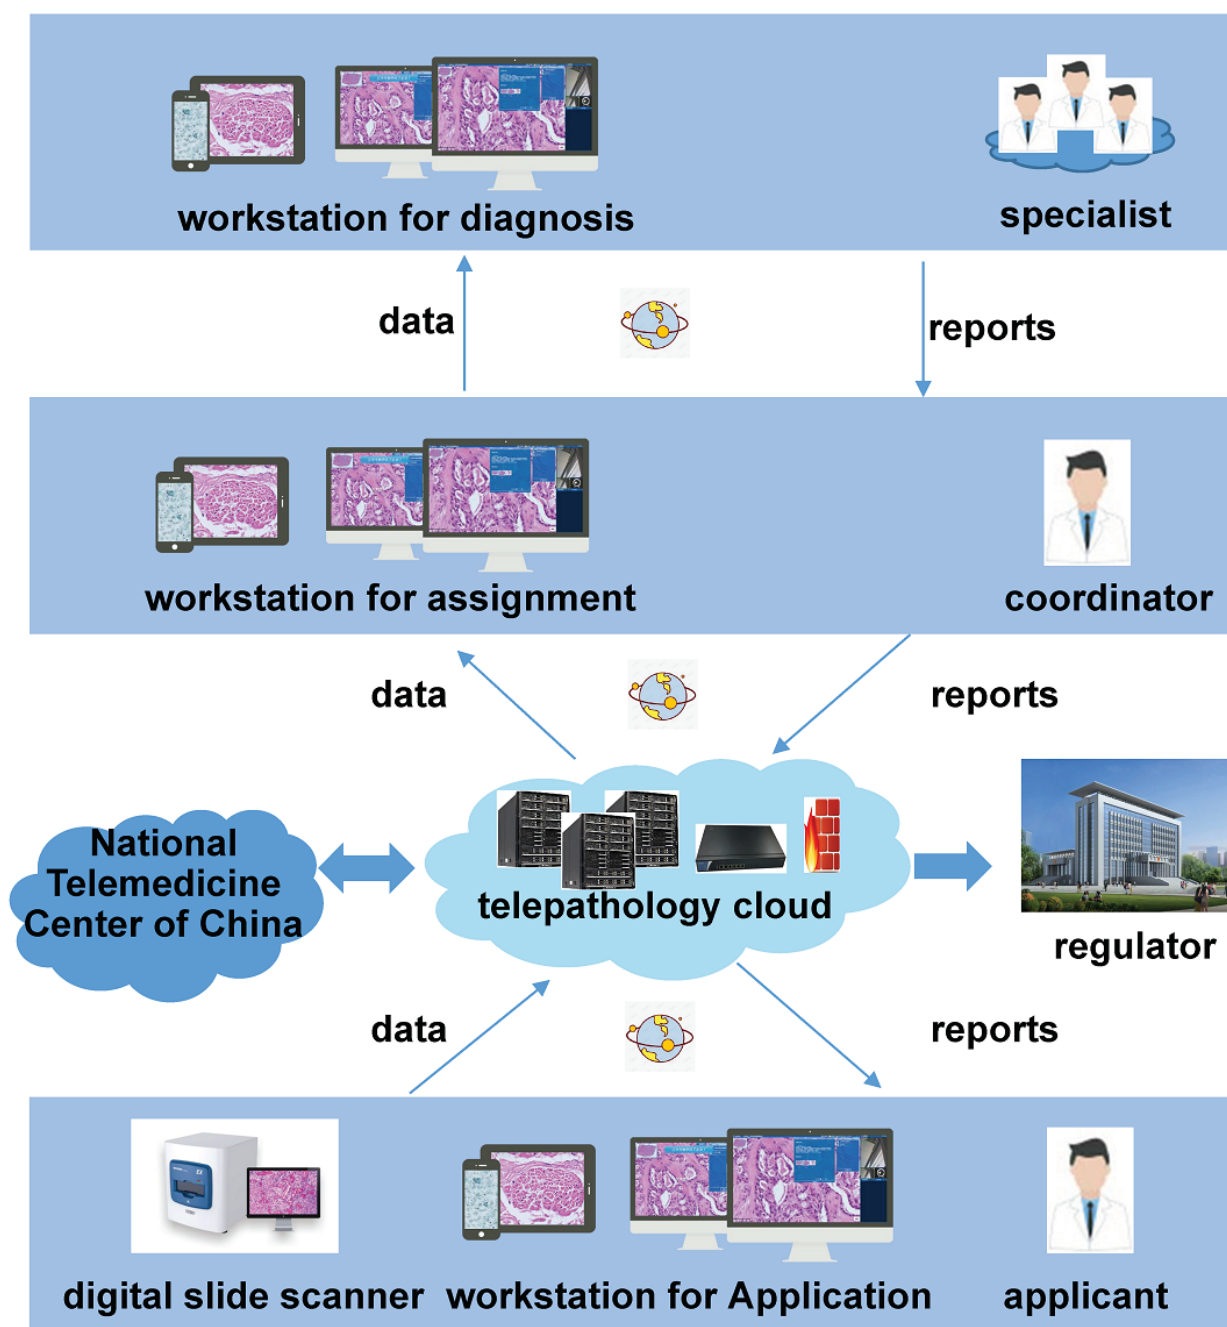 workstation for diagnosis
specialist
data
reports
workstation for assignment
coordinator
data
reports
National
Telemedicine
Center of China
telepathology cloud
regulator
data
reports
digital slide scanner
workstation for Application
applicant